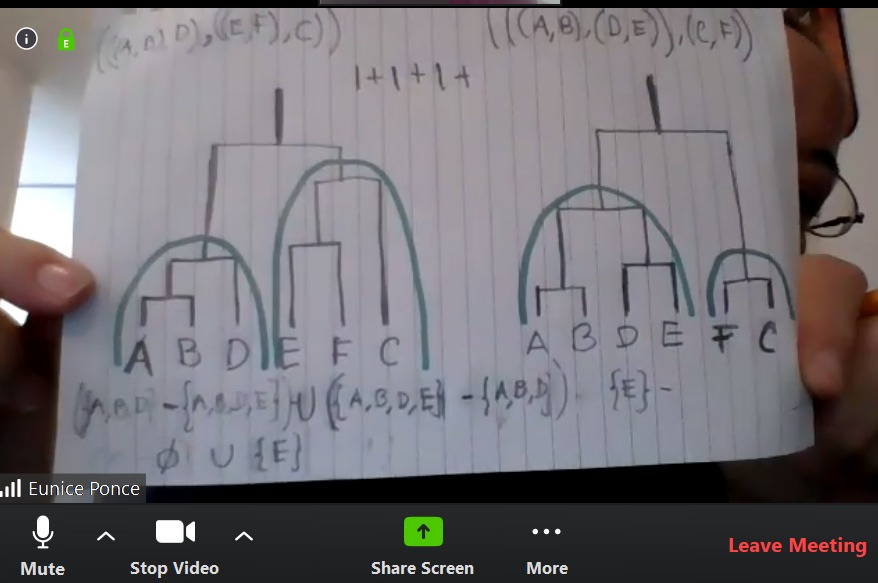 E
((A,B)D),(E,F),C)) (((A,B),(D,E)),(C,F))
1+1+1+
A B D E F C
A B D E F C
({A,B,D} - {A,B,D,E}) ∪ ({A,B,D,E} - {A,B,D}) {E} -
∅ ∪ {E}
Eunice Ponce
Mute Stop Video Share Screen More Leave Meeting